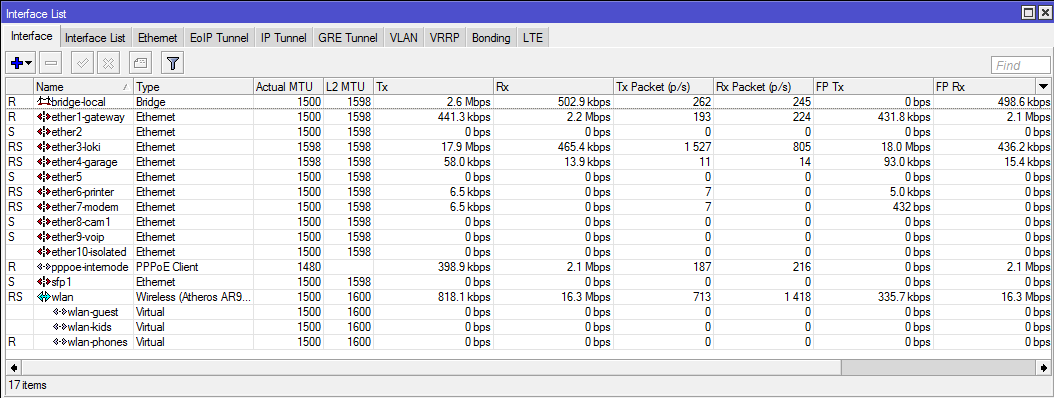 Interface List
Interface Interface List Ethernet EoIP Tunnel IP Tunnel GRE Tunnel VLAN VRRP Bonding LTE
Find
Name Type Actual MTU L2 MTU Tx Rx Tx Packet (p/s) Rx Packet (p/s) FP Tx FP Rx
R bridge-local Bridge 1500 1598 2.6 Mbps 502.9 kbps 262 245 0 bps 498.6 kbps
R ether1-gateway Ethernet 1500 1598 441.3 kbps 2.2 Mbps 193 224 431.8 kbps 2.1 Mbps
S ether2 Ethernet 1500 1598 0 bps 0 bps 0 0 0 bps 0 bps
RS ether3-loki Ethernet 1598 1598 17.9 Mbps 465.4 kbps 1 527 805 18.0 Mbps 436.2 kbps
RS ether4-garage Ethernet 1598 1598 58.0 kbps 13.9 kbps 11 14 93.0 kbps 15.4 kbps
S ether5 Ethernet 1500 1598 0 bps 0 bps 0 0 0 bps 0 bps
RS ether6-printer Ethernet 1500 1598 6.5 kbps 0 bps 7 0 5.0 kbps 0 bps
RS ether7-modem Ethernet 1500 1598 6.5 kbps 0 bps 7 0 432 bps 0 bps
S ether8-cam1 Ethernet 1500 1598 0 bps 0 bps 0 0 0 bps 0 bps
S ether9-voip Ethernet 1500 1598 0 bps 0 bps 0 0 0 bps 0 bps
ether10-isolated Ethernet 1500 1598 0 bps 0 bps 0 0 0 bps 0 bps
R pppoe-internode PPPoE Client 1480 398.9 kbps 2.1 Mbps 187 216 0 bps 2.1 Mbps
S sfp1 Ethernet 1500 1598 0 bps 0 bps 0 0 0 bps 0 bps
RS wlan Wireless (Atheros AR9... 1500 1600 818.1 kbps 16.3 Mbps 713 1 418 335.7 kbps 16.3 Mbps
wlan-guest Virtual 1500 1600 0 bps 0 bps 0 0 0 bps 0 bps
wlan-kids Virtual 1500 1600 0 bps 0 bps 0 0 0 bps 0 bps
R wlan-phones Virtual 1500 1600 0 bps 0 bps 0 0 0 bps 0 bps
17 items